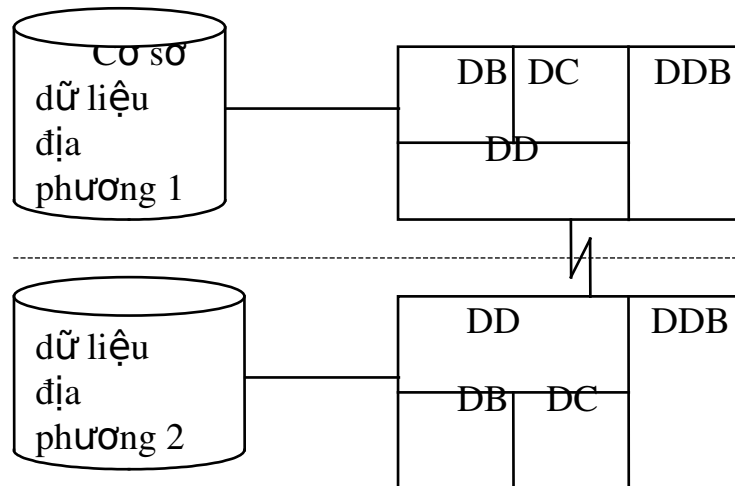 Cơ sở
dữ liệu
địa
phương 1
DB DC DDB
DD
dữ liệu
địa
phương 2
DD DDB
DB DC